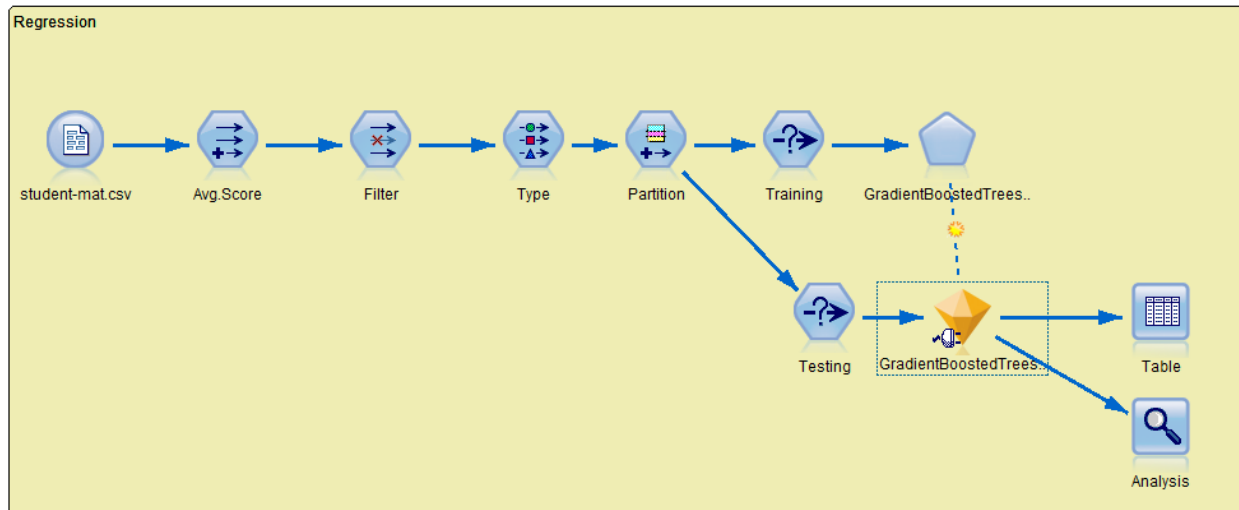 Regression
student-mat.csv
Avg.Score
Filter
Type
Partition
Training
GradientBoostedTrees..
Testing
GradientBoostedTrees..
Table
Analysis